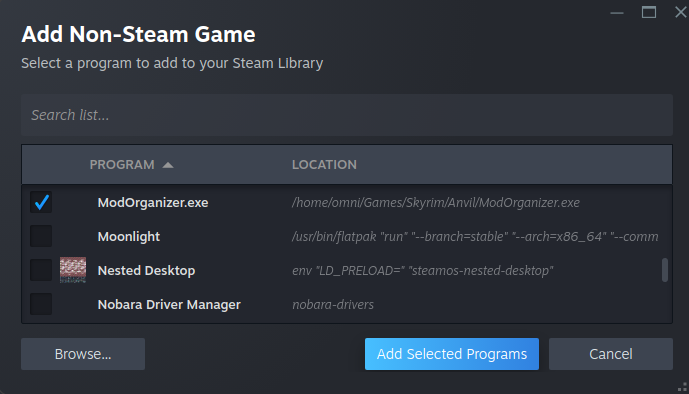 Add Non-Steam Game
Select a program to add to your Steam LIbrary
Search list...
PROGRAM LOCATION
ModOrganizer.exe /home/omni/Games/Skyrim/Anvil/ModOrganizer.exe
Moonlight /usr/bin/flatpak "run" "--branch=stable" "--arch=x86_64" "--comm
Nested Desktop env "LD_PRELOAD=" "steamos-nested-desktop"
Nobara Driver Manager nobara-drivers
Browse... Add Selected Programs Cancel